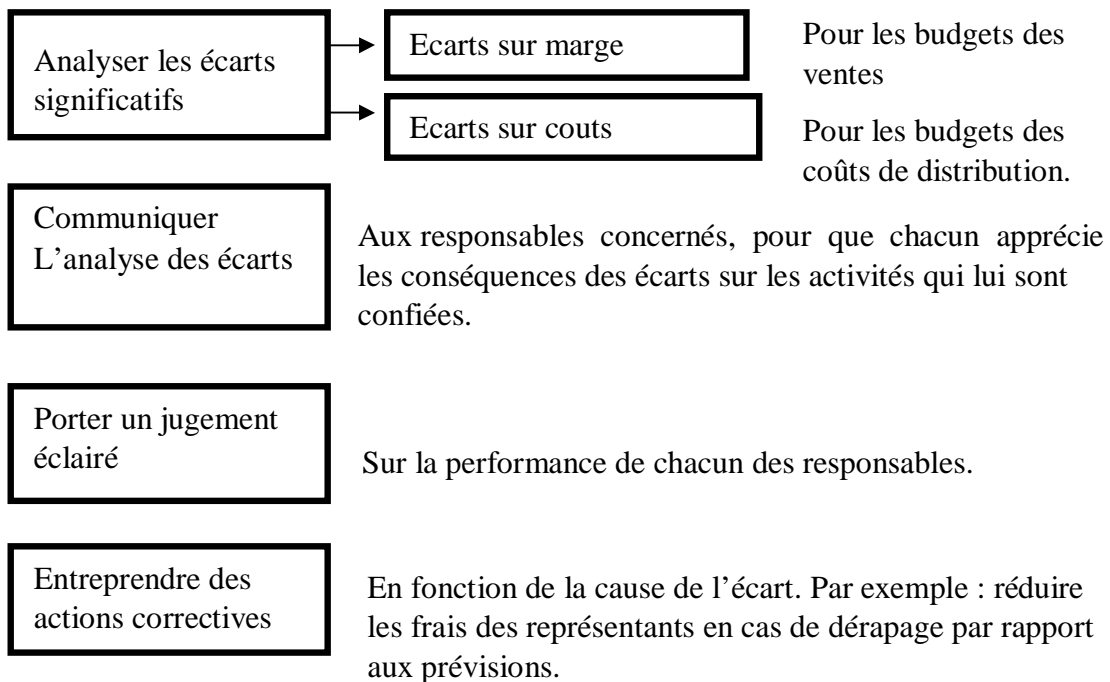 Analyser les écarts
significatifs
Ecarts sur marge
Pour les budgets des
ventes
Ecarts sur couts
Pour les budgets des
coûts de distribution.
Communiquer
L’analyse des écarts
Aux responsables concernés, pour que chacun apprécie
les conséquences des écarts sur les activités qui lui sont
confiées.
Porter un jugement
éclairé
Sur la performance de chacun des responsables.
Entreprendre des
actions correctives
En fonction de la cause de l’écart. Par exemple : réduire
les frais des représentants en cas de dérapage par rapport
aux prévisions.